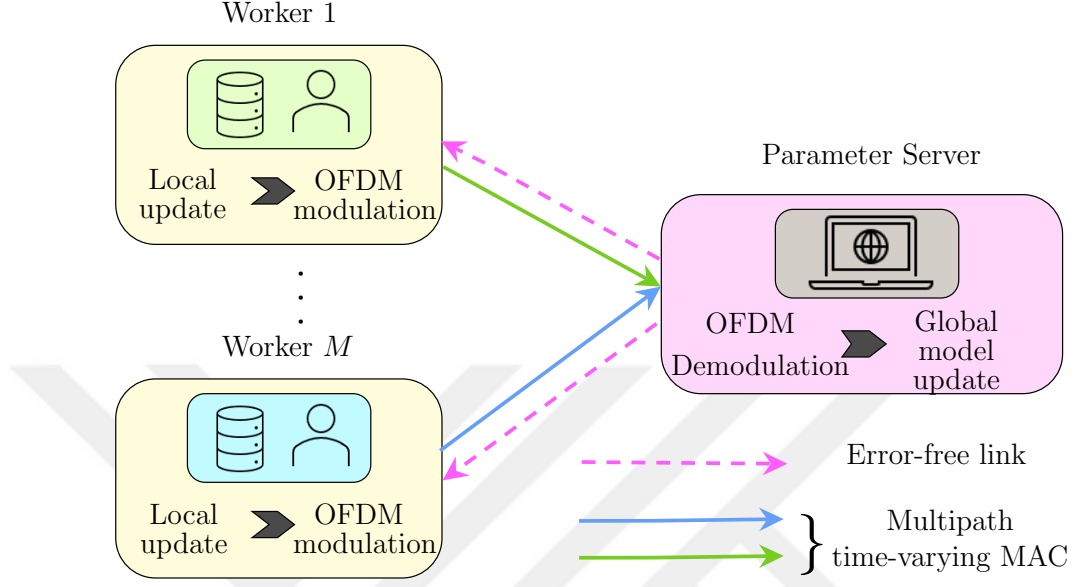 Worker 1
Local
update
OFDM
modulation
Parameter Server
OFDM
Demodulation
Global
model
update
Worker M
Local
update
OFDM
modulation
Error-free link
Multipath
time-varying MAC